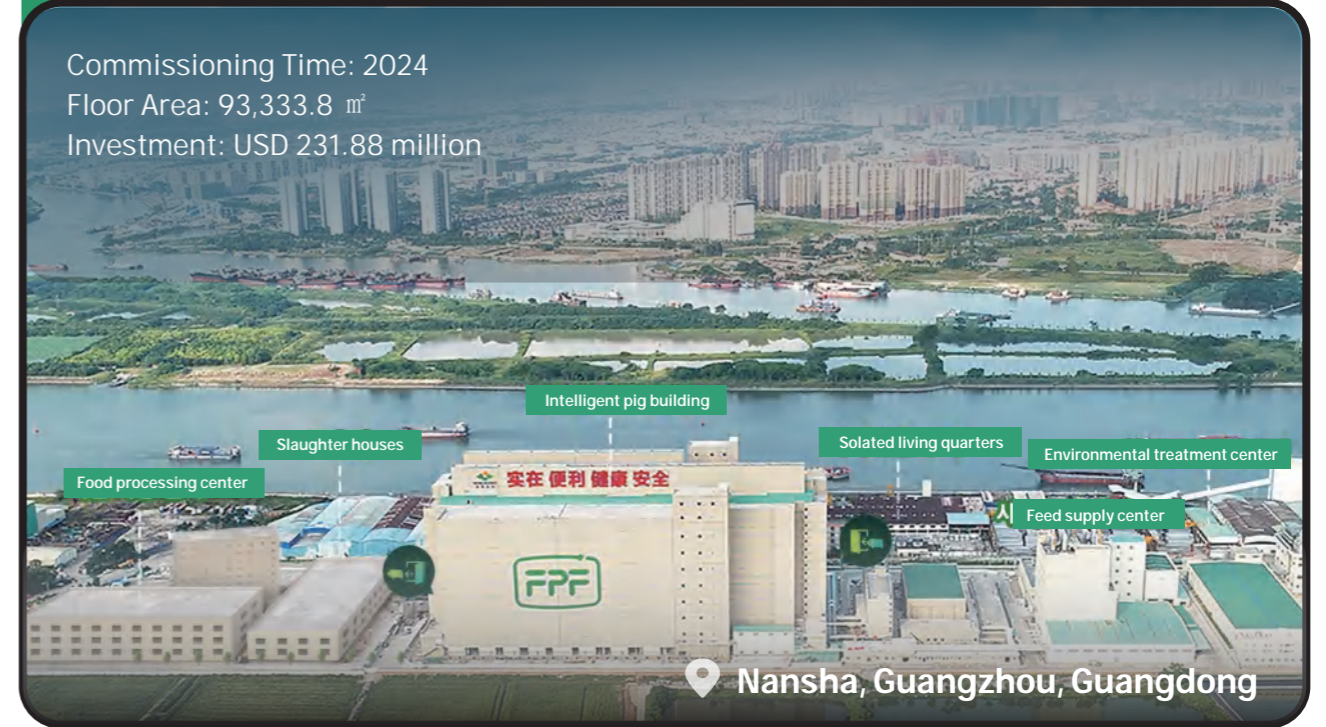 Commissioning Time: 2024
Floor Area: 93,333.8 ㎡
Investment: USD 231.88 million
Intelligent pig building
Slaughter houses
Solated living quarters
Environmental treatment center
Food processing center
实在 便利 健康 安全
Feed supply center
FPF
Nansha, Guangzhou, Guangdong